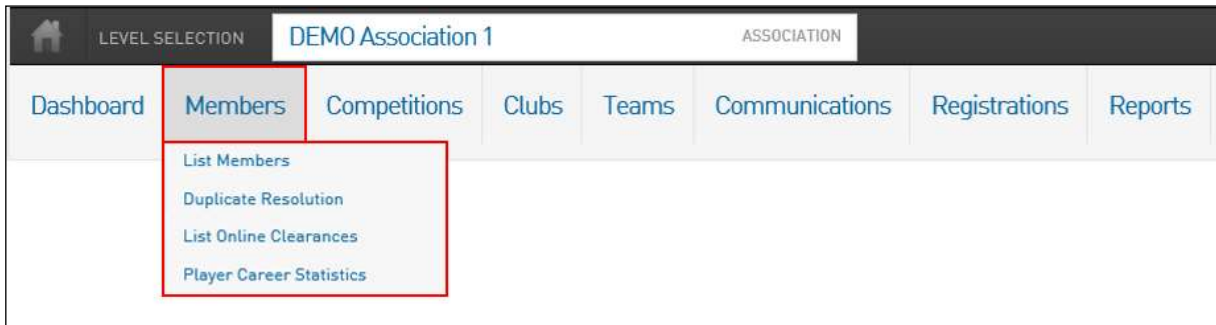 LEVEL SELECTION DEMO Association 1 ASSOCIATION
Dashboard Members Competitions Clubs Teams Communications Registrations Reports
List Members
Duplicate Resolution
List Online Clearances
Player Career Statistics